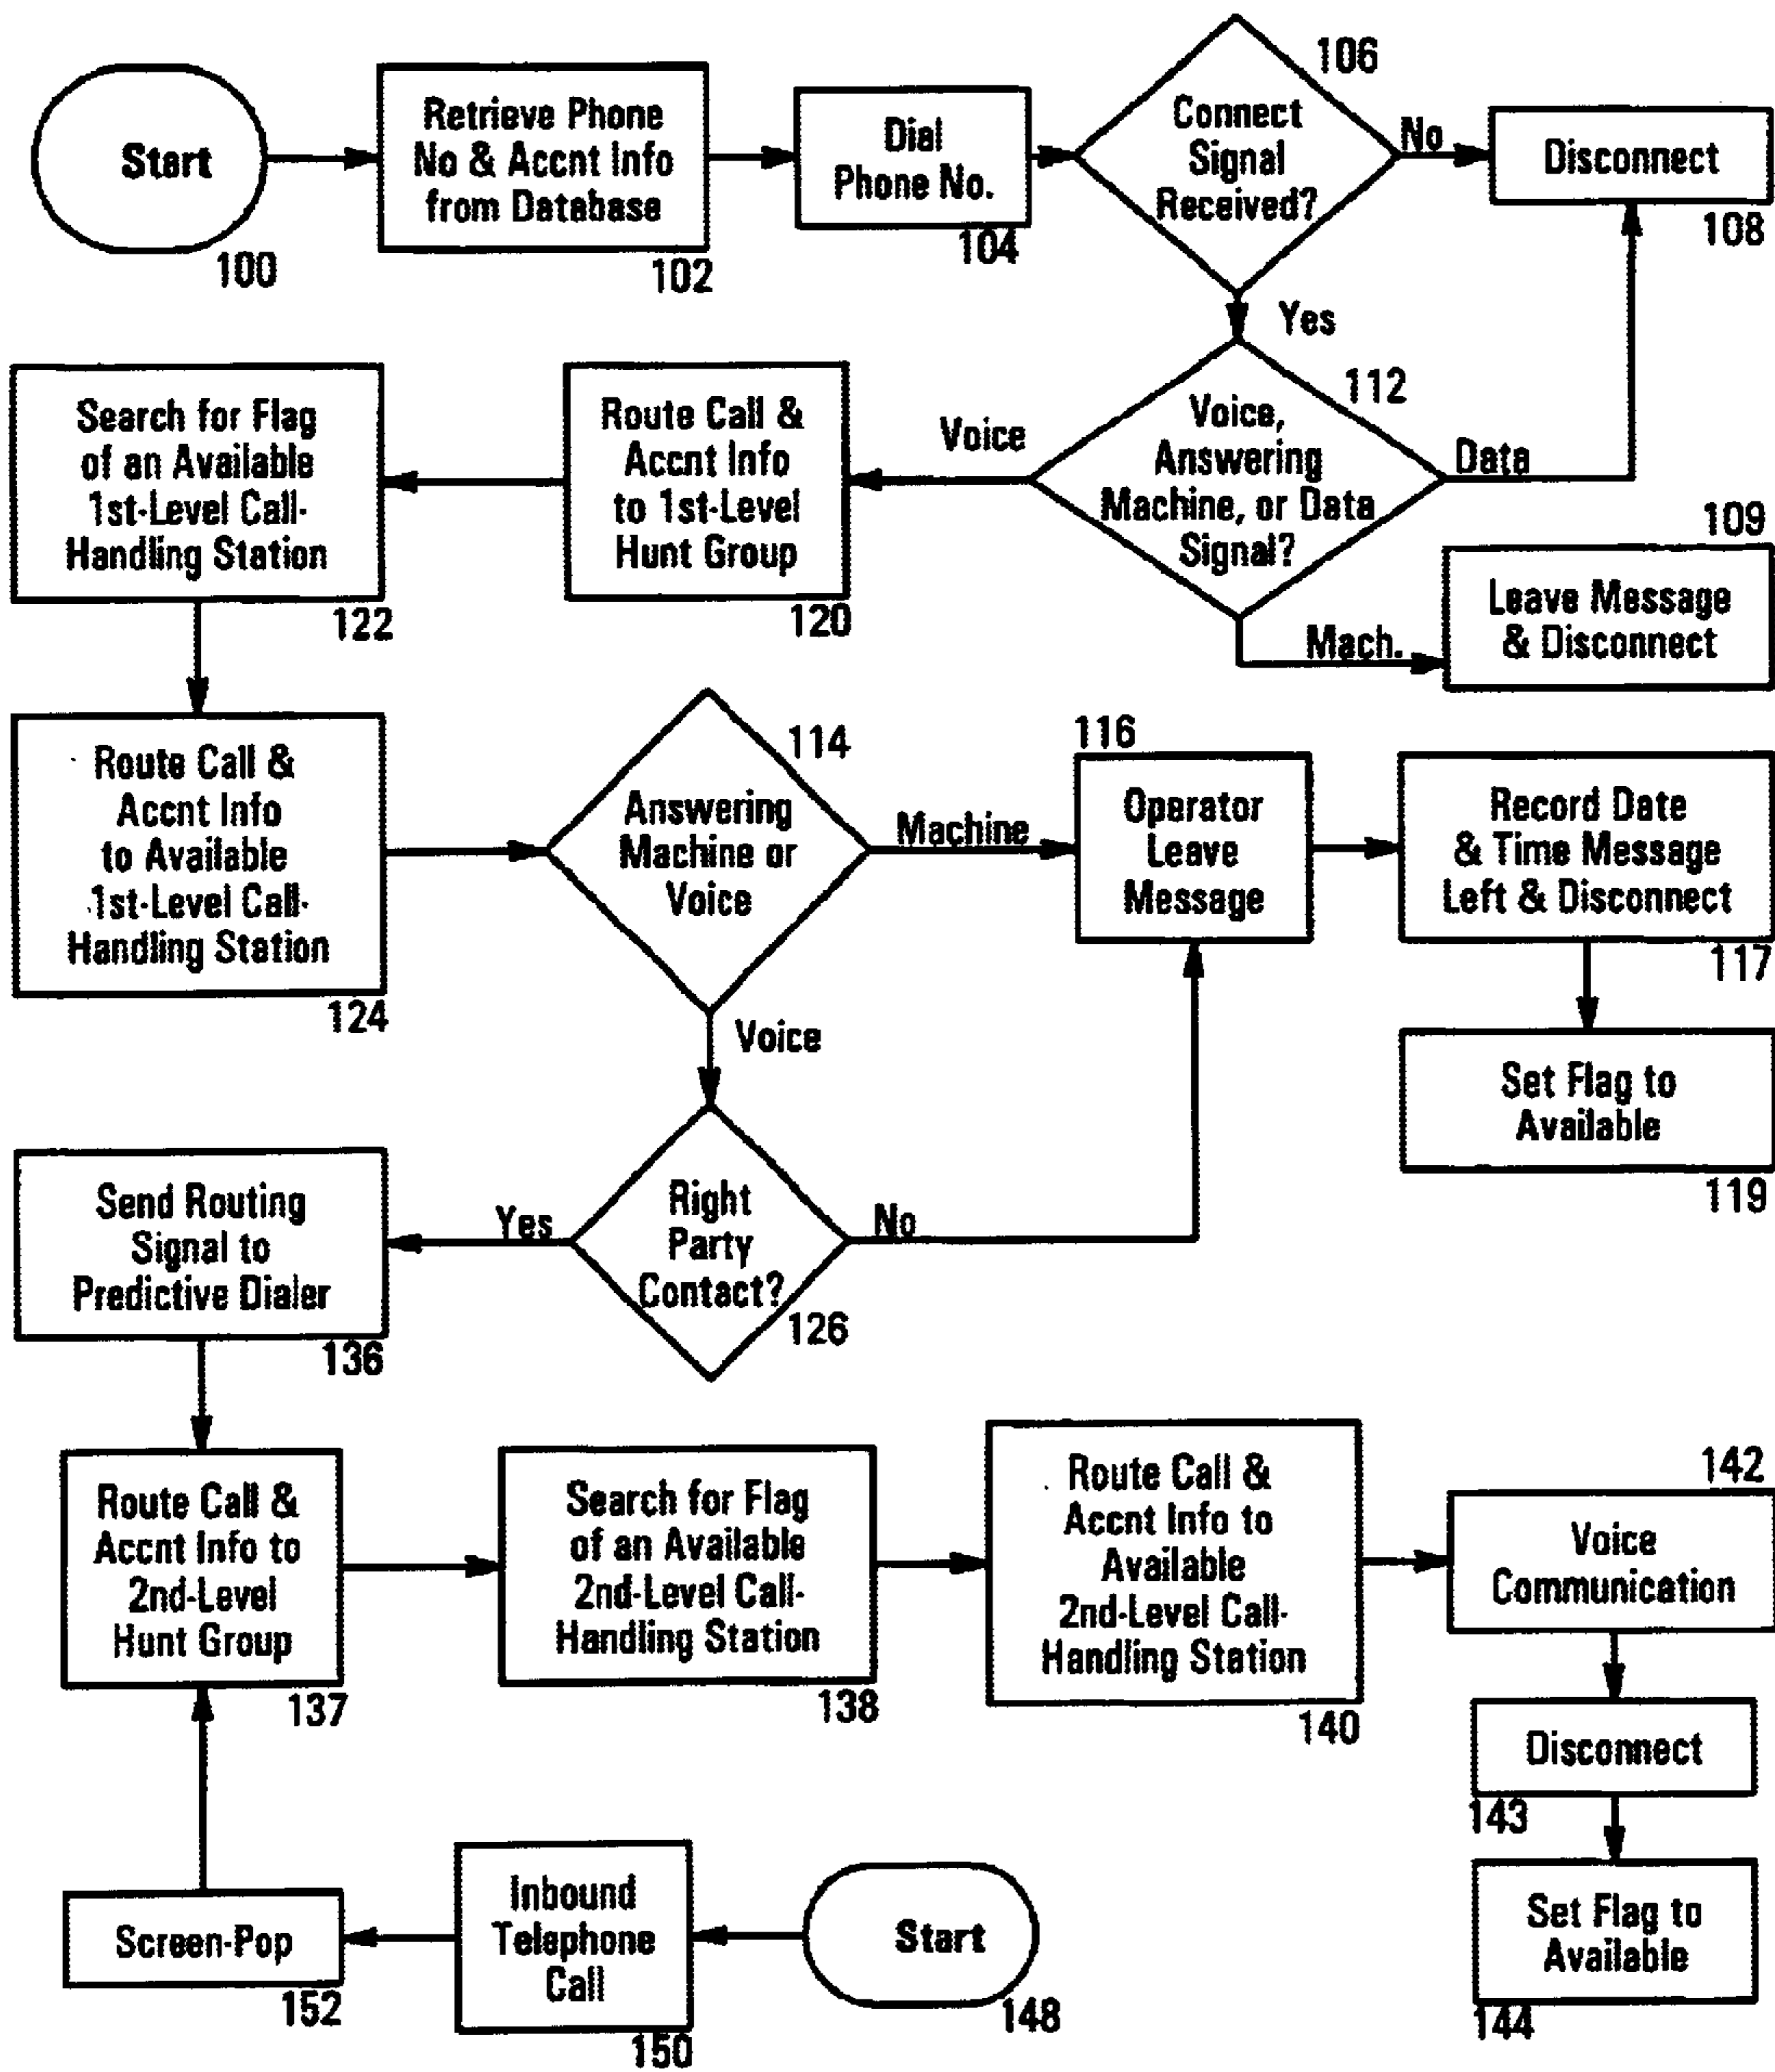 Start
100
Retrieve Phone
No & Accnt Info
from Database
102
Dial
Phone No.
104
106
Connect
Signal
Received?
No
Disconnect
108
Yes
112
Voice,
Answering
Machine, or Data
Signal?
Voice
Data
Mach.
109
Leave Message
& Disconnect
Route Call &
Accnt Info
to 1st-Level
Hunt Group
120
Search for Flag
of an Available
1st-Level Call-
Handling Station
122
Route Call &
Accnt Info
to Available
1st-Level Call-
Handling Station
124
114
Answering
Machine or
Voice
Machine
Voice
116
Operator
Leave
Message
Record Date
& Time Message
Left & Disconnect
117
Set Flag to
Available
119
Right
Party
Contact?
126
Yes
No
Send Routing
Signal to
Predictive Dialer
136
Route Call &
Accnt Info to
2nd-Level
Hunt Group
137
Search for Flag
of an Available
2nd-Level Call-
Handling Station
138
Route Call &
Accnt Info to
Available
2nd-Level Call-
Handling Station
140
142
Voice
Communication
Disconnect
143
Set Flag to
Available
144
Start
148
Inbound
Telephone
Call
150
Screen-Pop
152